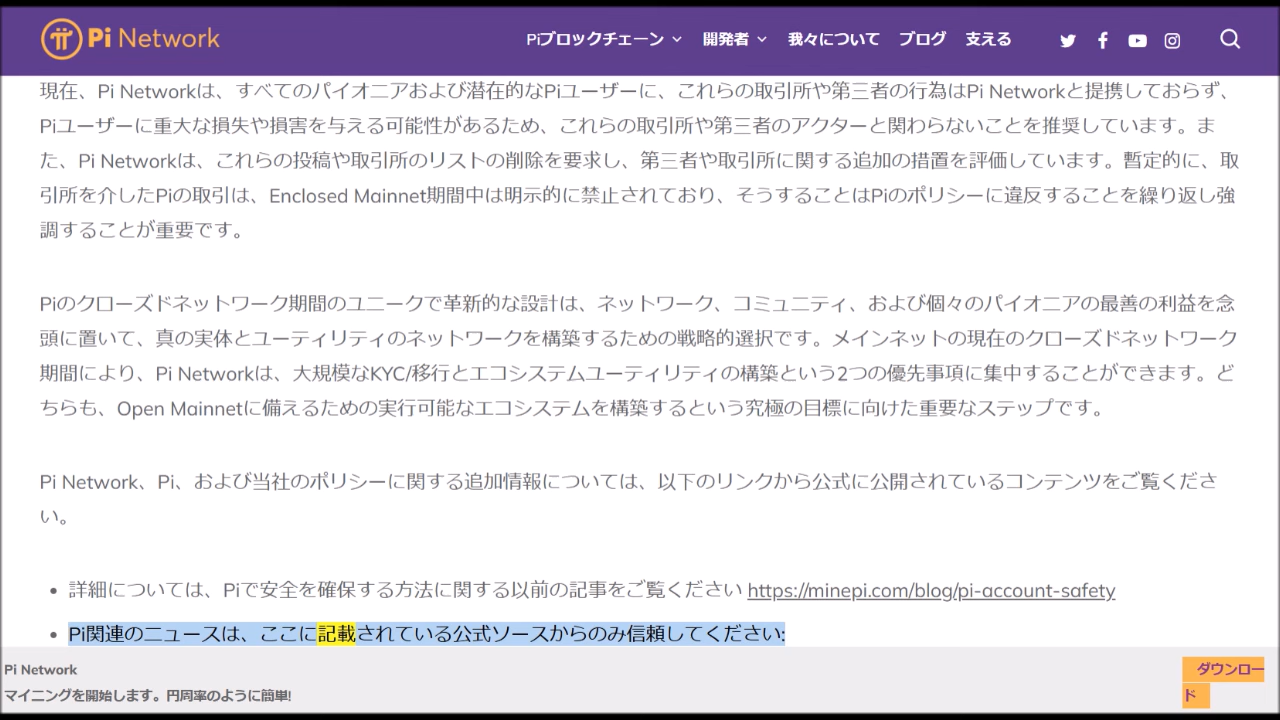 Pi Network
Piブロックチェーン 開発者 我々について ブログ 支える
現在、Pi Networkは、すべてのパイオニアおよび潜在的なPiユーザーに、これらの取引所や第三者の行為はPi Networkと提携しておらず、
Piユーザーに重大な損失や損害を与える可能性があるため、これらの取引所や第三者のアクターと関わらないことを推奨しています。ま
た、Pi Networkは、これらの投稿や取引所のリストの削除を要求し、第三者や取引所に関する追加の措置を評価しています。暫定的に、取
引所を介したPiの取引は、Enclosed Mainnet期間中は明示的に禁止されており、そうすることはPiのポリシーに違反することを繰り返し強
調することが重要です。
Piのクローズドネットワーク期間のユニークで革新的な設計は、ネットワーク、コミュニティ、および個々のパイオニアの最善の利益を念
頭に置いて、真の実体とユーティリティのネットワークを構築するための戦略的選択です。メインネットの現在のクローズドネットワーク
期間により、Pi Networkは、大規模なKYC/移行とエコシステムユーティリティの構築という2つの優先事項に集中することができます。ど
ちらも、Open Mainnetに備えるための実行可能なエコシステムを構築するという究極の目標に向けた重要なステップです。
Pi Network、Pi、および当社のポリシーに関する追加情報については、以下のリンクから公式に公開されているコンテンツをご覧くださ
い。
• 詳細については、Piで安全を確保する方法に関する以前の記事をご覧ください https://minepi.com/blog/pi-account-safety
• Pi関連のニュースは、ここに記載されている公式ソースからのみ信頼してください:
Pi Network
マイニングを開始します。円周率のように簡単!
ダウンロー
ド